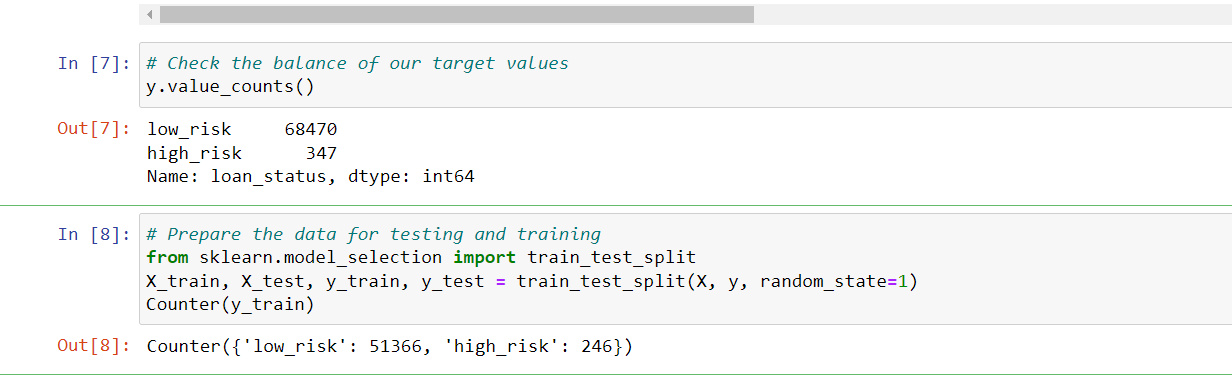 In [7]: # Check the balance of our target values
y.value_counts()
Out[7]: low_risk     68470
high_risk      347
Name: loan_status, dtype: int64
In [8]: # Prepare the data for testing and training
from sklearn.model_selection import train_test_split
X_train, X_test, y_train, y_test = train_test_split(X, y, random_state=1)
Counter(y_train)
Out[8]: Counter({'low_risk': 51366, 'high_risk': 246})